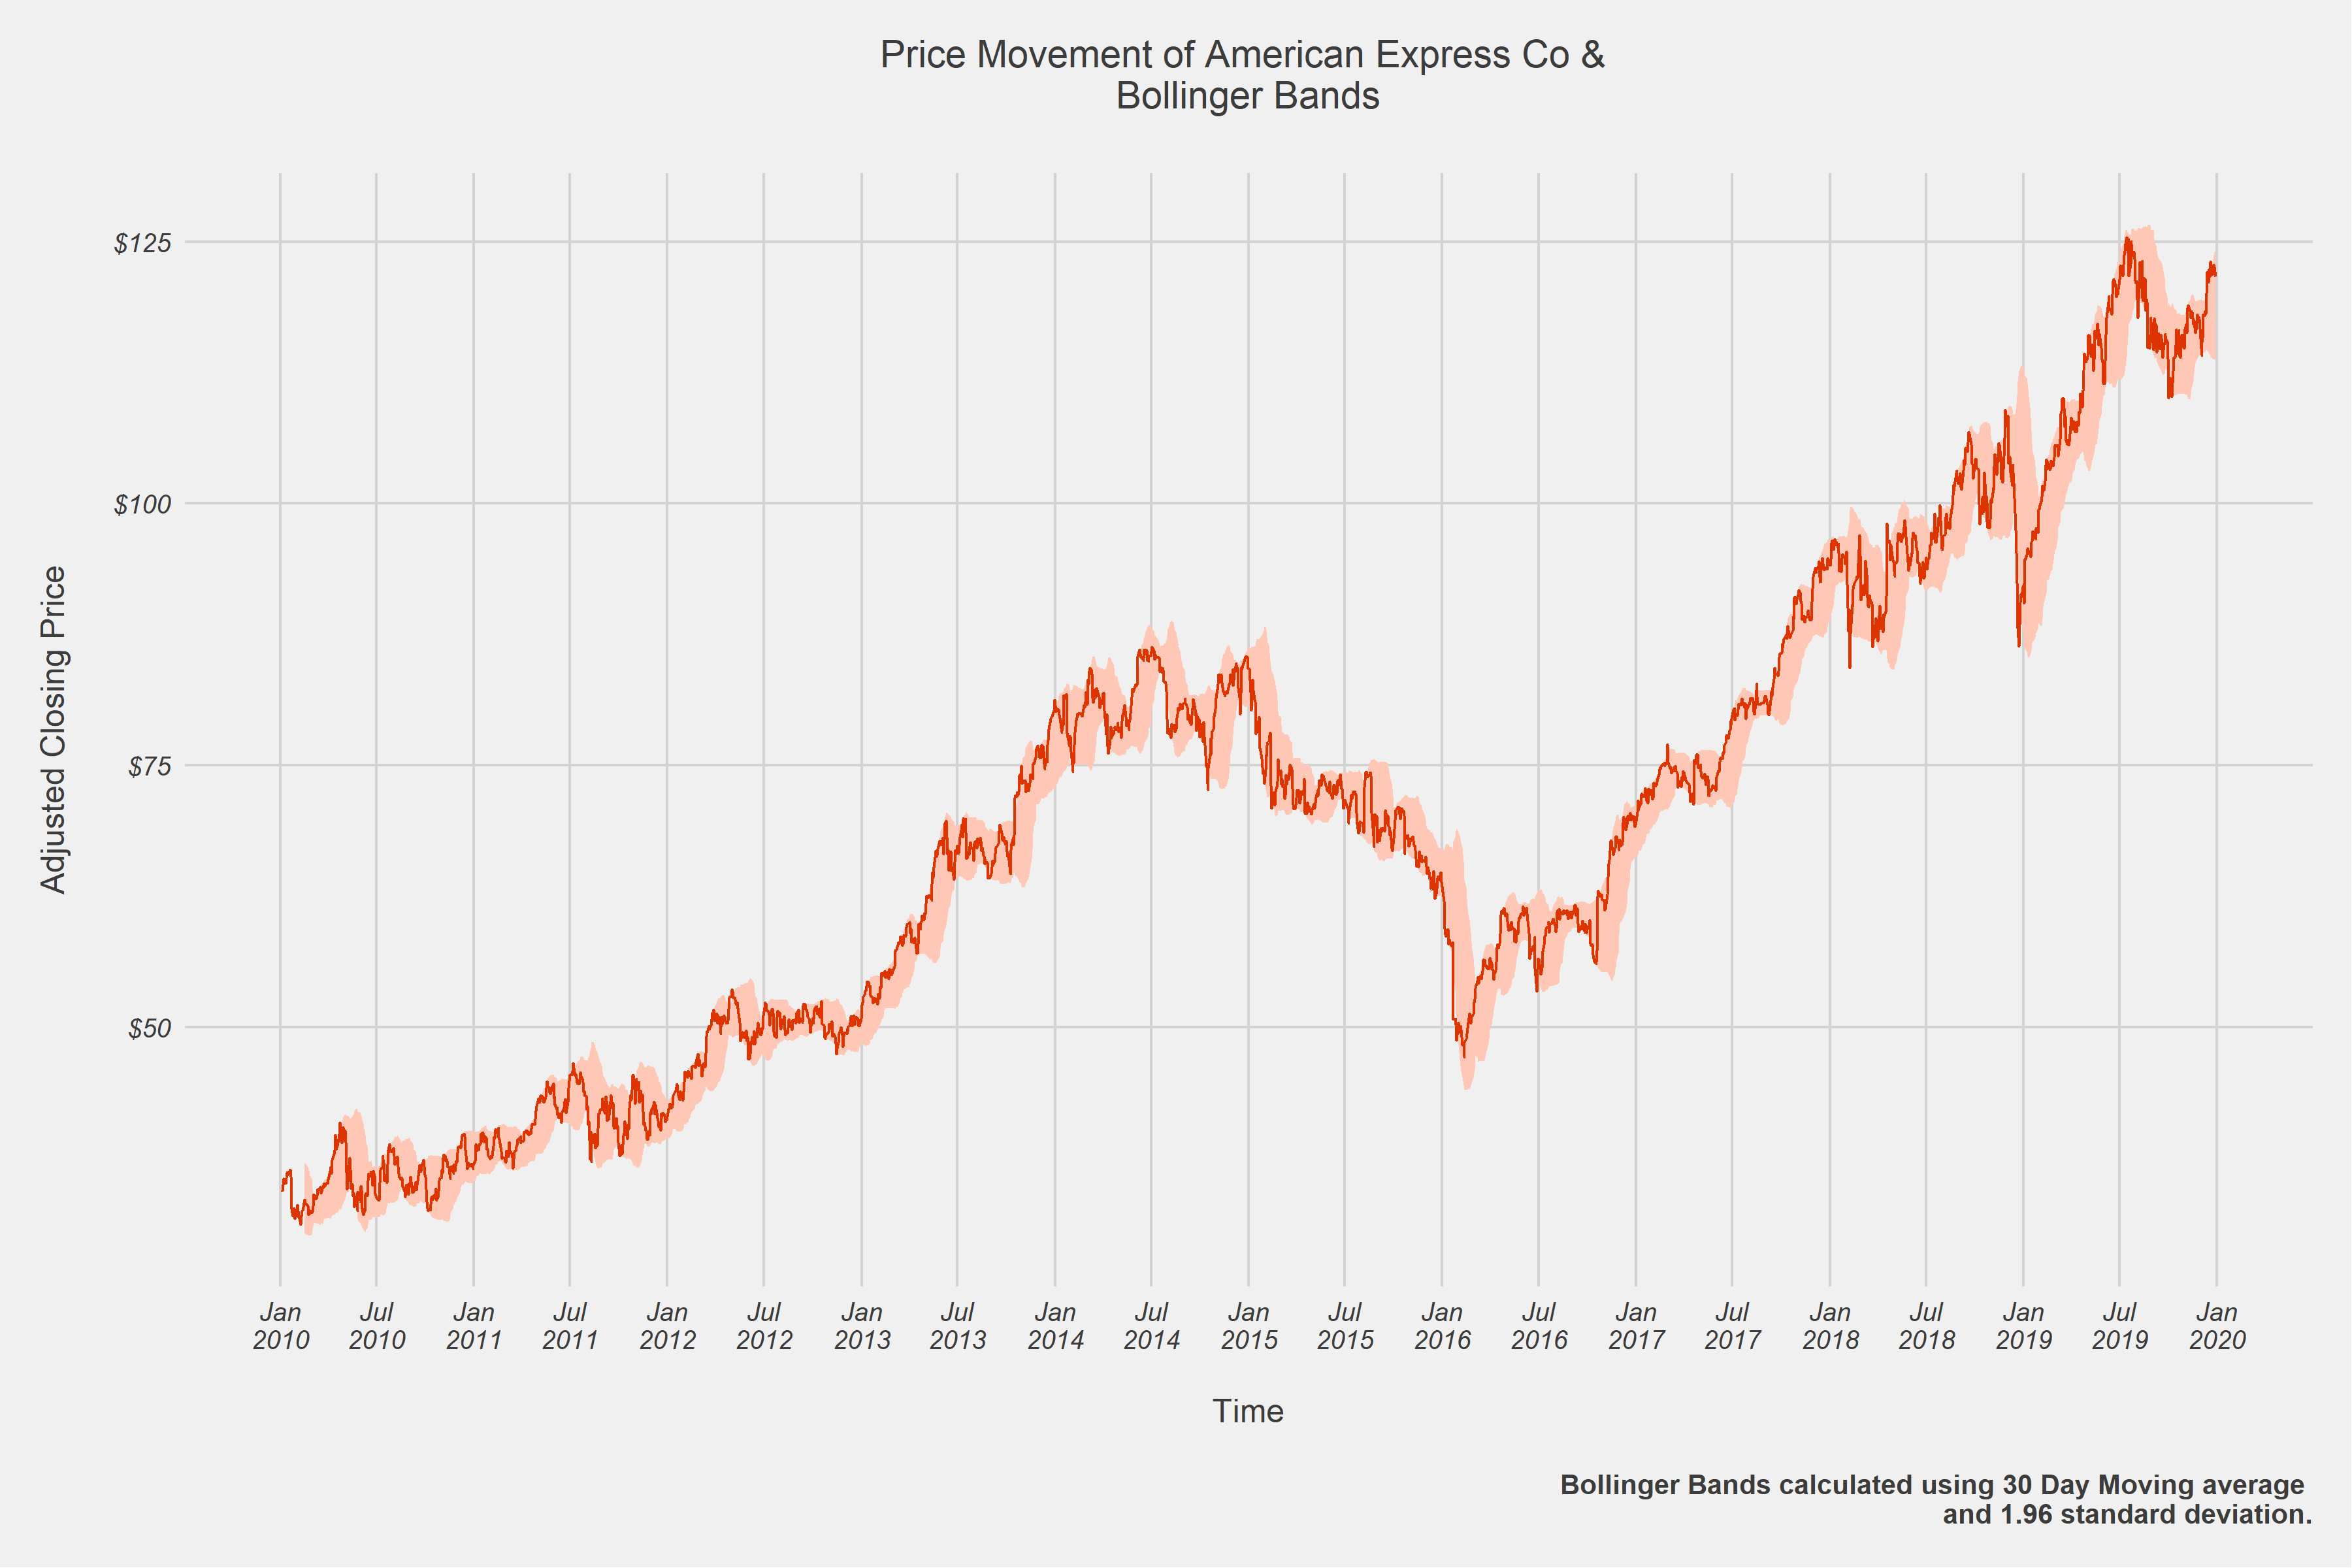 Price Movement of American Express Co &
Bollinger Bands
Adjusted Closing Price
$125
$100
$75
$50
Jan 2010
Jul 2010
Jan 2011
Jul 2011
Jan 2012
Jul 2012
Jan 2013
Jul 2013
Jan 2014
Jul 2014
Jan 2015
Jul 2015
Jan 2016
Jul 2016
Jan 2017
Jul 2017
Jan 2018
Jul 2018
Jan 2019
Jul 2019
Jan 2020
Time
Bollinger Bands calculated using 30 Day Moving average
and 1.96 standard deviation.